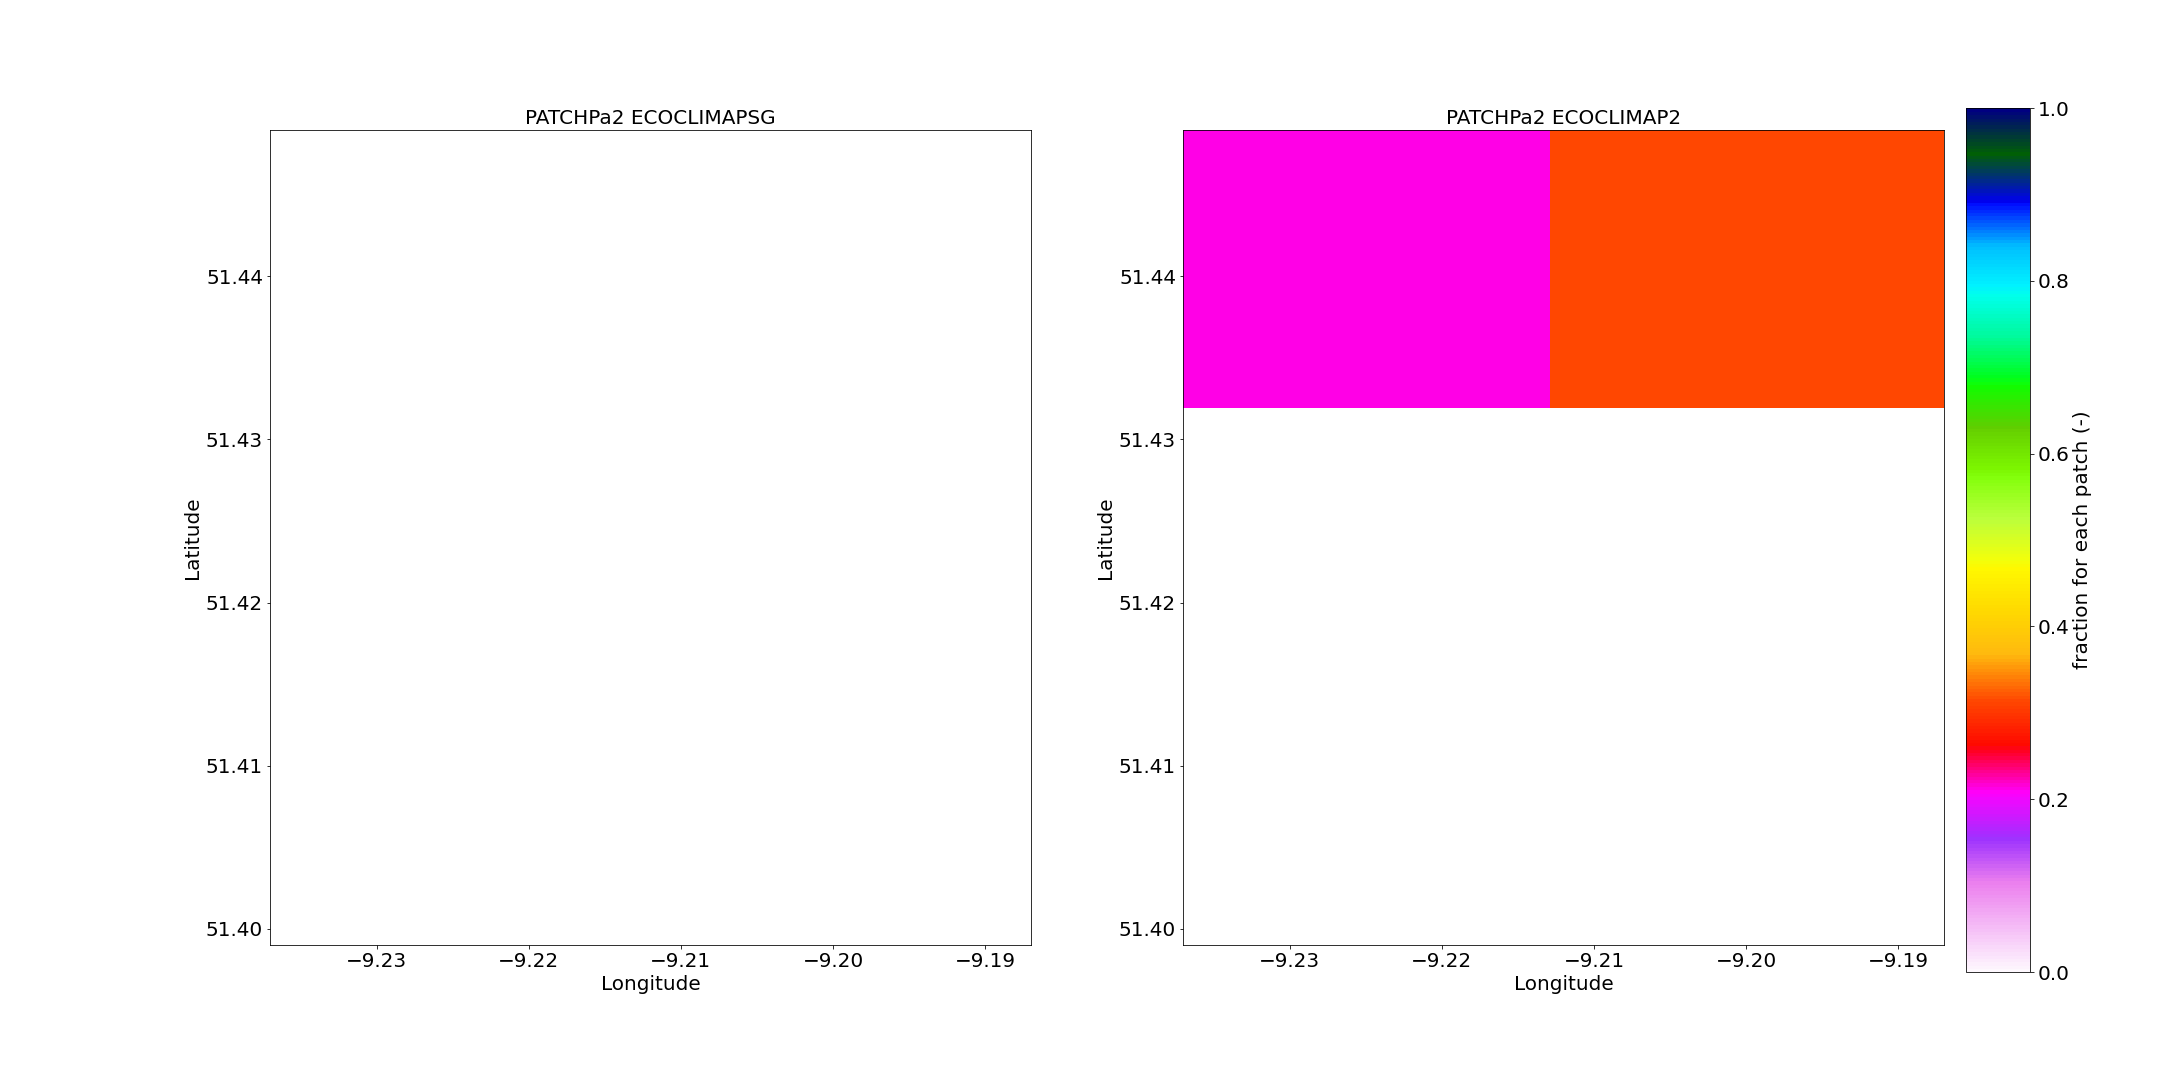 PATCHPa2 ECOCLIMAPSG
51.44
51.43
51.42
51.41
51.40
Latitude
−9.23 −9.22 −9.21 −9.20 −9.19
Longitude
PATCHPa2 ECOCLIMAP2
51.44
51.43
51.42
51.41
51.40
Latitude
−9.23 −9.22 −9.21 −9.20 −9.19
Longitude
1.0
0.8
0.6
0.4
0.2
0.0
fraction for each patch (-)